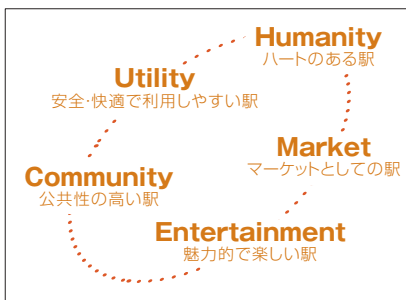 Humanity
ハートのある駅
Utility
安全・快適で利用しやすい駅
Market
マーケットとしての駅
Community
公共性の高い駅
Entertainment
魅力的で楽しい駅